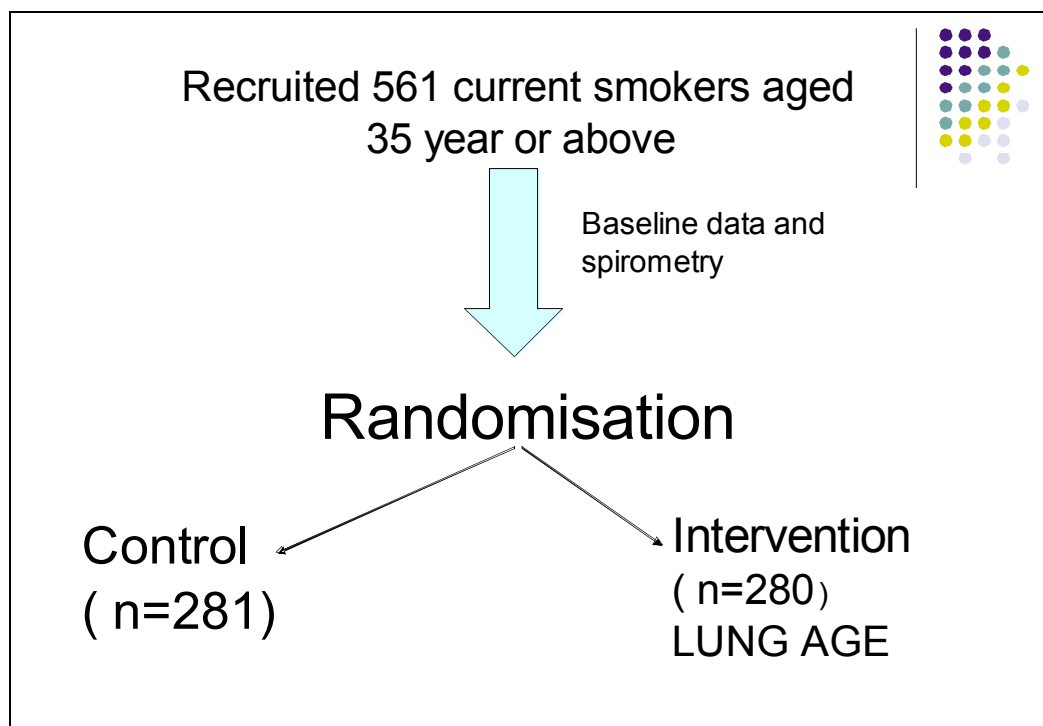 Recruited 561 current smokers aged
35 year or above
Baseline data and
spirometry
Randomisation
Control
( n=281)
Intervention
( n=280)
LUNG AGE